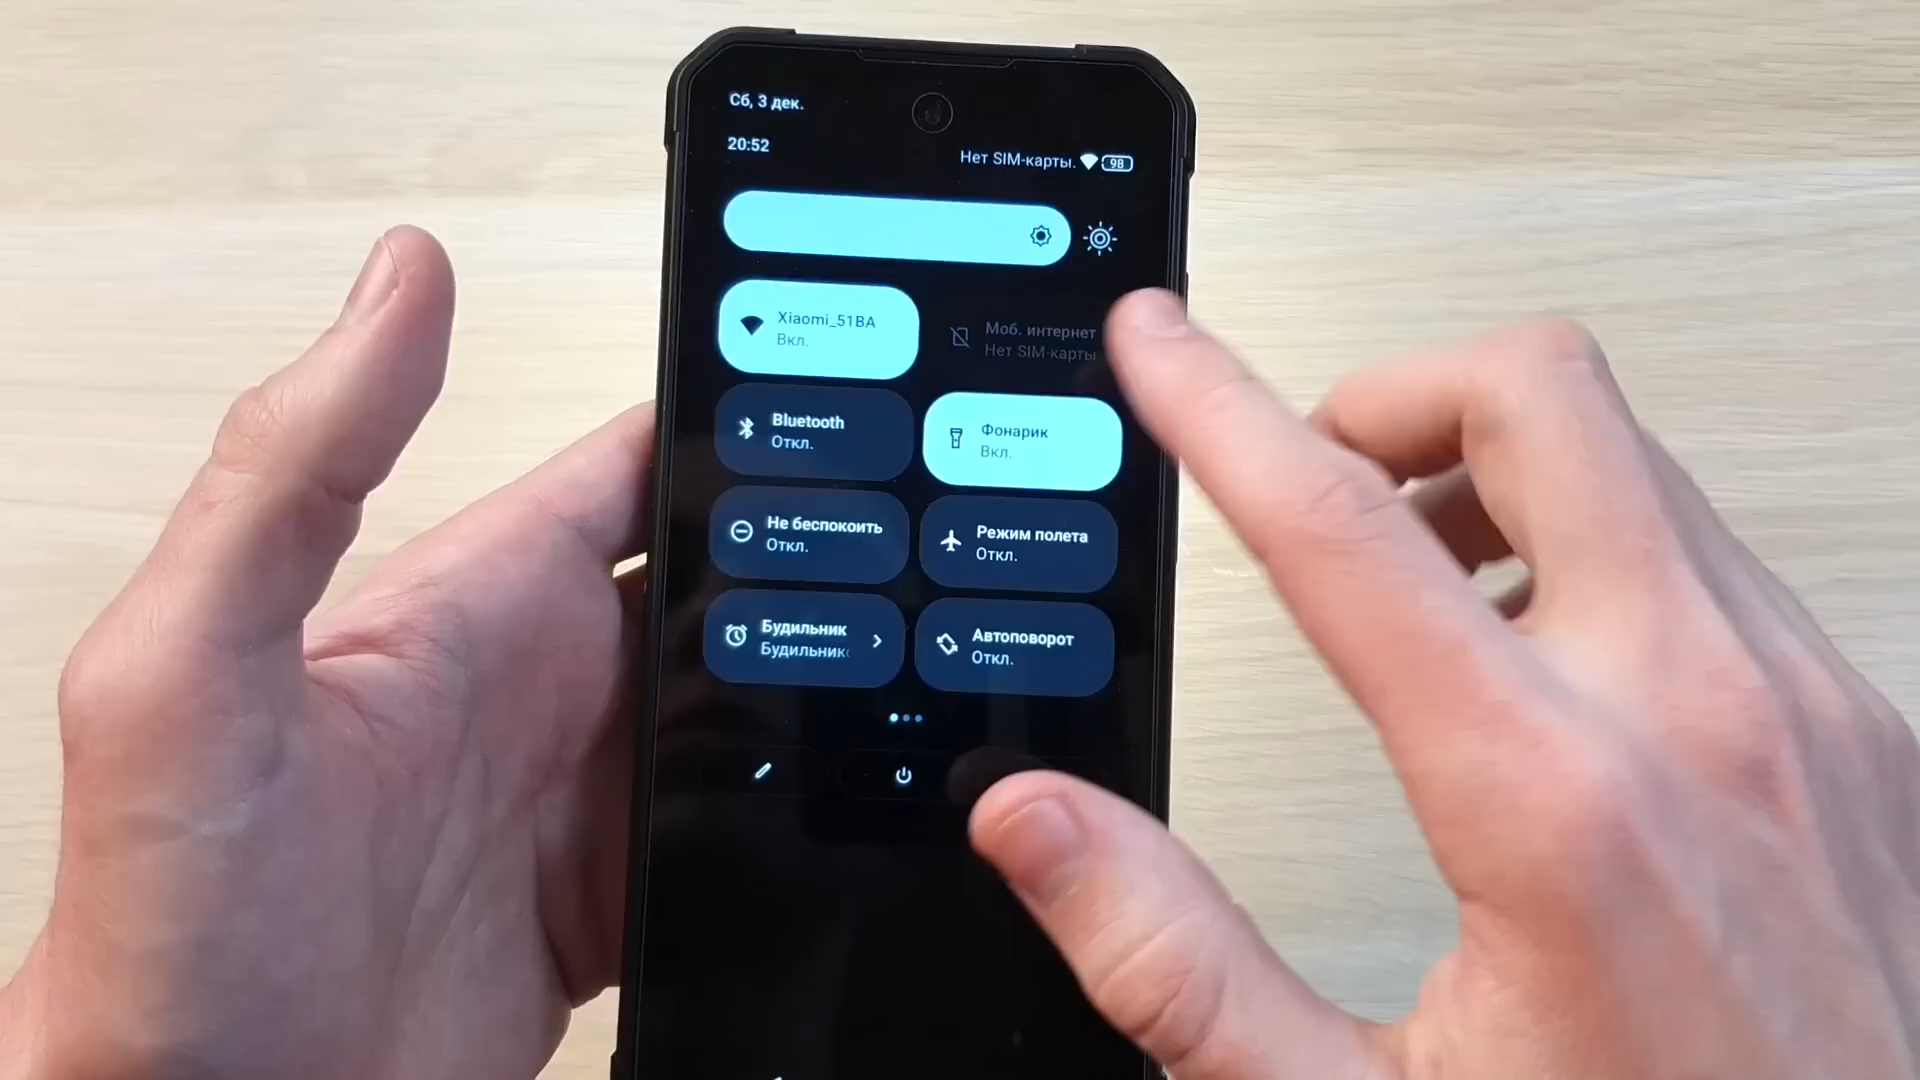 Сб, 3 дек.
20:52
Нет SIM-карты.
98
Xiaomi_51BA
Вкл.
Моб. интернет
Нет SIM-карты
Bluetooth
Откл.
Фонарик
Вкл.
Не беспокоить
Откл.
Режим полета
Откл.
Будильник
Будильник
Автоповорот
Откл.